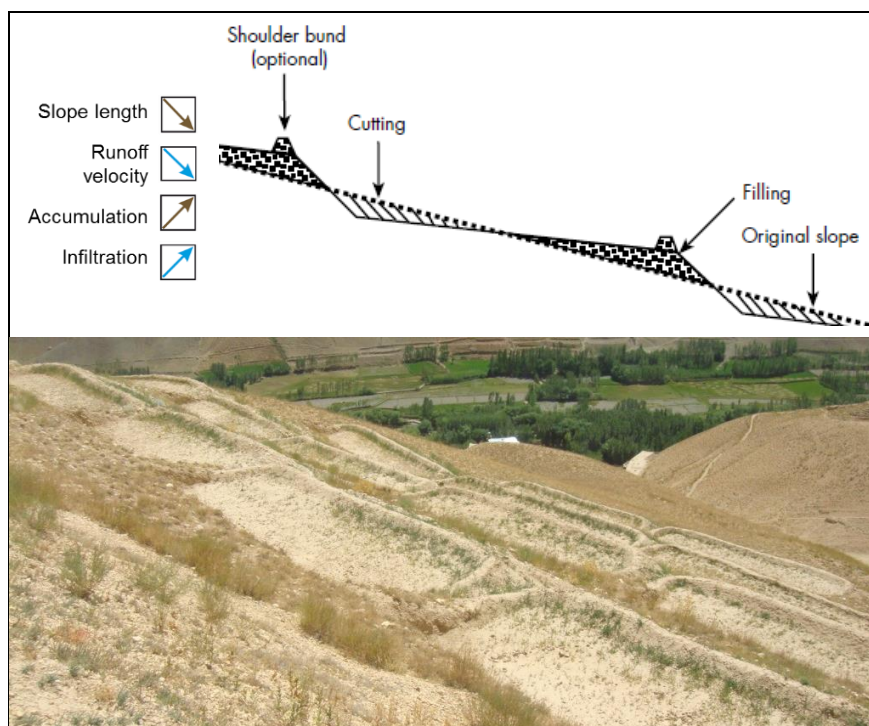 Shoulder bund
(optional)
Slope length
Cutting
Runoff
velocity
Filling
Accumulation
Original slope
Infiltration